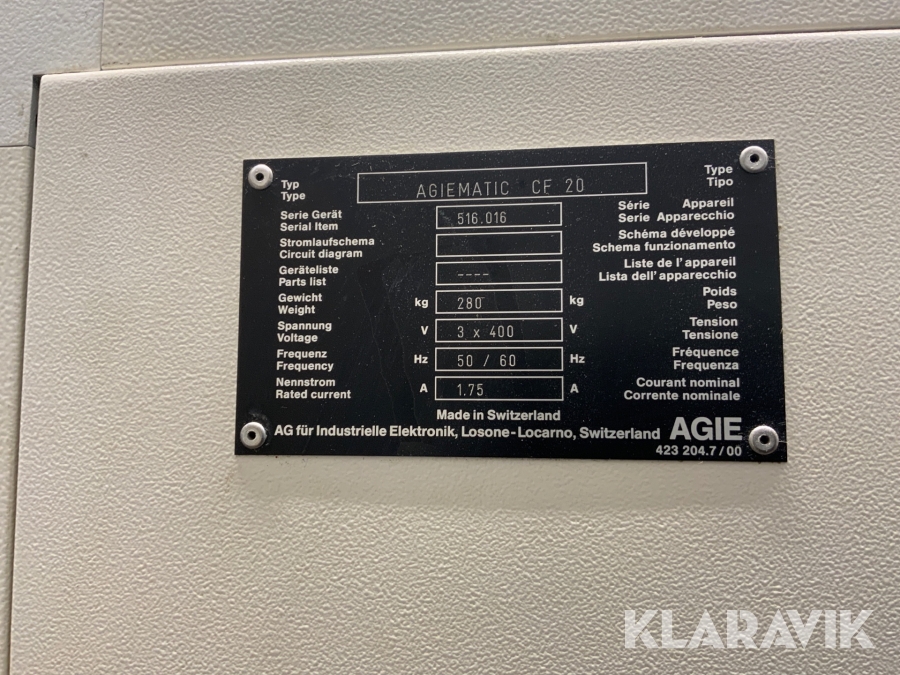 Typ
Type
AGIEMATIC CF 20
Type
Tipo
Serie Gerät
Serial Item
516.016
Série Appareil
Serie Apparecchio
Stromlaufschema
Circuit diagram
Schéma développé
Schema funzionamento
Geräteliste
Parts list
----
Liste de l'appareil
Lista dell'apparecchio
Gewicht
Weight
kg 280 kg
Poids
Peso
Spannung
Voltage
V 3 x 400 V
Tension
Tensione
Frequenz
Frequency
Hz 50 / 60 Hz
Fréquence
Frequenza
Nennstrom
Rated current
A 1.75 A
Courant nominal
Corrente nominale
Made in Switzerland
AG für Industrielle Elektronik, Losone-Locarno, Switzerland AGIE
423 204.7/00
KLARAVIK